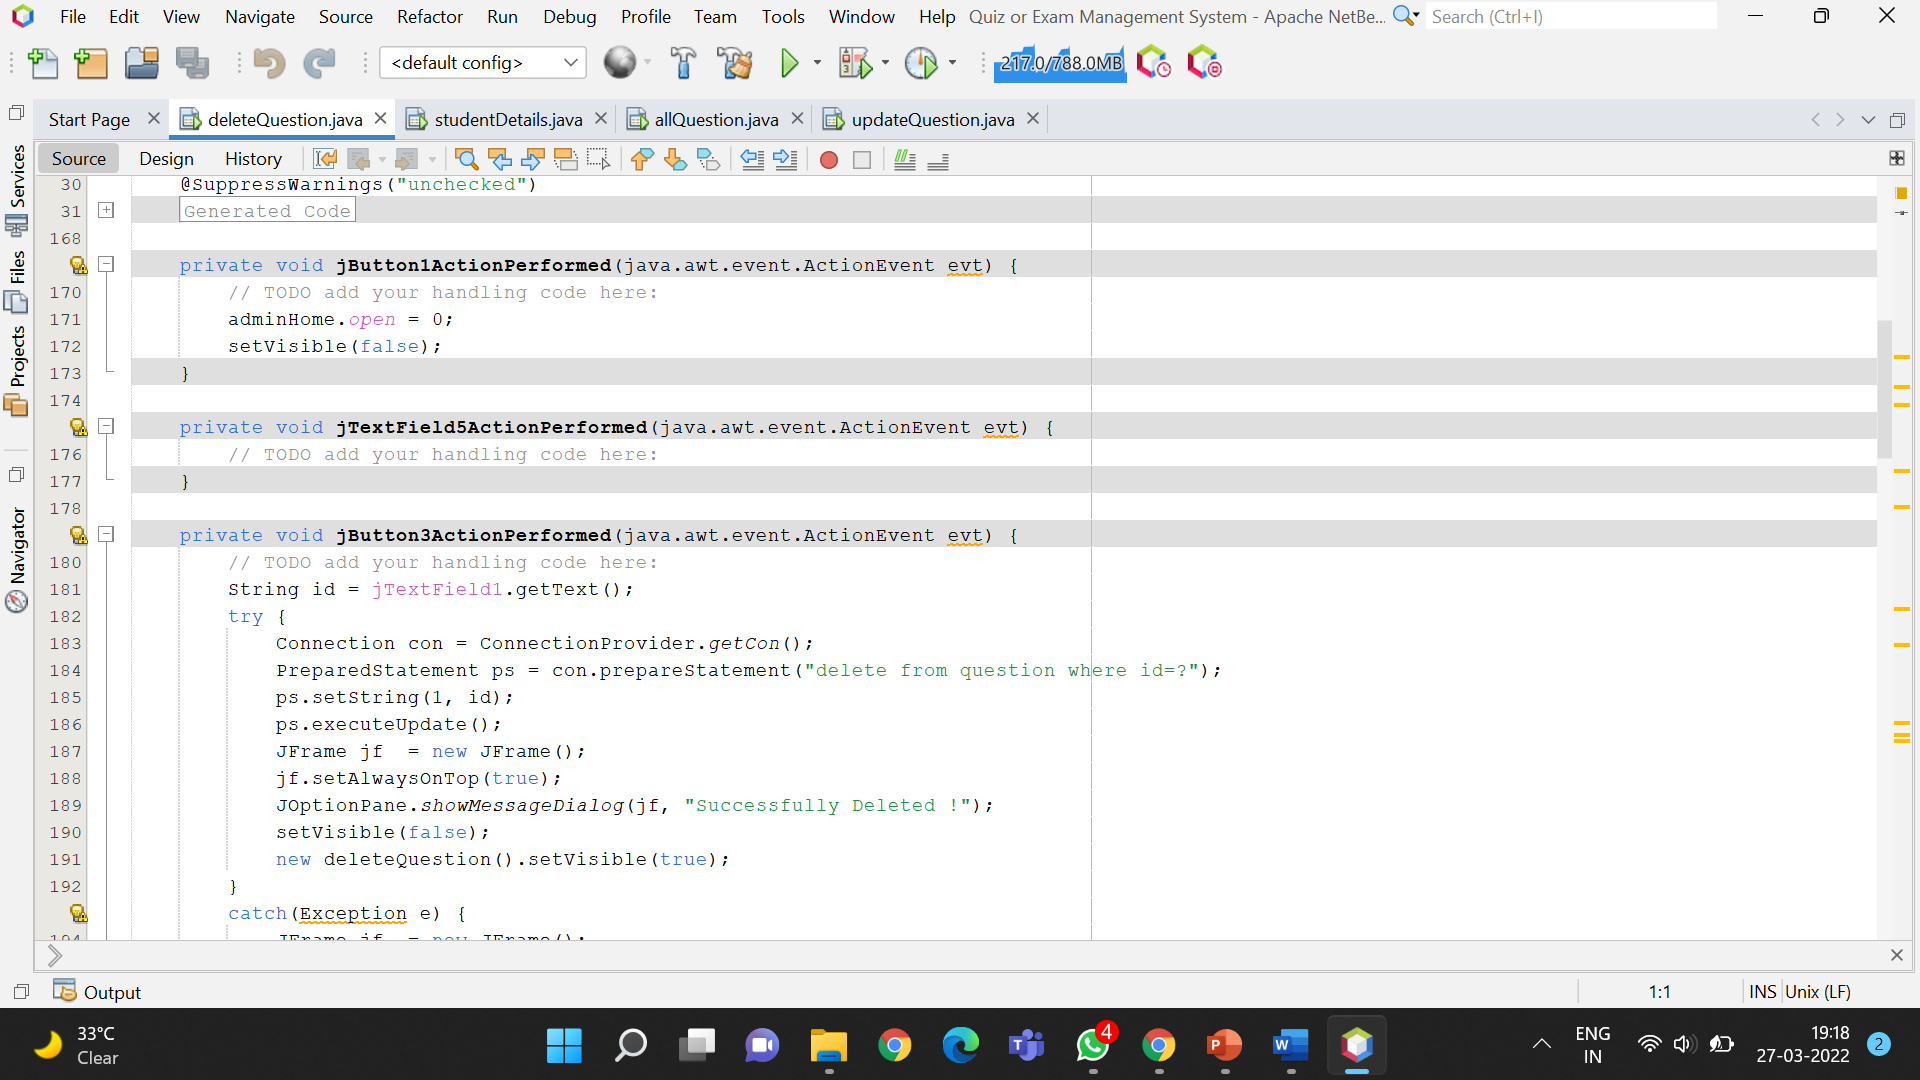 File Edit View Navigate Source Refactor Run Debug Profile Team Tools Window Help Quiz or Exam Management System - Apache NetBe... Search (Ctrl+I)
<default config> 217.0/788.0MB
Start Page deleteQuestion.java studentDetails.java allQuestion.java updateQuestion.java
Source Design History
Services
Files
Projects
Navigator
30 @SuppressWarnings("unchecked")
31 Generated Code
168
private void jButton1ActionPerformed(java.awt.event.ActionEvent evt) {
170 // TODO add your handling code here:
171 adminHome.open = 0;
172 setVisible(false);
173 }
174
private void jTextField5ActionPerformed(java.awt.event.ActionEvent evt) {
176 // TODO add your handling code here:
177 }
178
private void jButton3ActionPerformed(java.awt.event.ActionEvent evt) {
180 // TODO add your handling code here:
181 String id = jTextField1.getText();
182 try {
183 Connection con = ConnectionProvider.getCon();
184 PreparedStatement ps = con.prepareStatement("delete from question where id=?");
185 ps.setString(1, id);
186 ps.executeUpdate();
187 JFrame jf  = new JFrame();
188 jf.setAlwaysOnTop(true);
189 JOptionPane.showMessageDialog(jf, "Successfully Deleted !");
190 setVisible(false);
191 new deleteQuestion().setVisible(true);
192 }
catch(Exception e) {
194 JFrame jf  = new JFrame();
Output 1:1 INS Unix (LF)
33°C
Clear
4
ENG
IN
19:18
27-03-2022
2